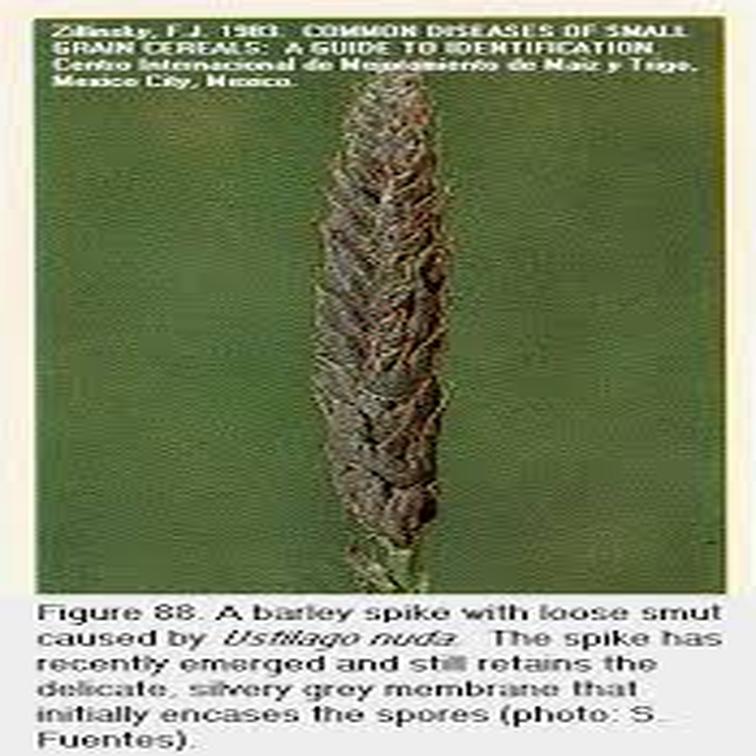 Zillinsky, F.J. 1983. COMMON DISEASES OF SMALL
GRAIN CEREALS: A GUIDE TO IDENTIFICATION.
Centro Internacional de Mejoramiento de Maiz y Trigo,
Mexico City, Mexico.
Figure 88. A barley spike with loose smut
caused by Ustilago nuda. The spike has
recently emerged and still retains the
delicate, silvery grey membrane that
initially encases the spores (photo: S.
Fuentes).